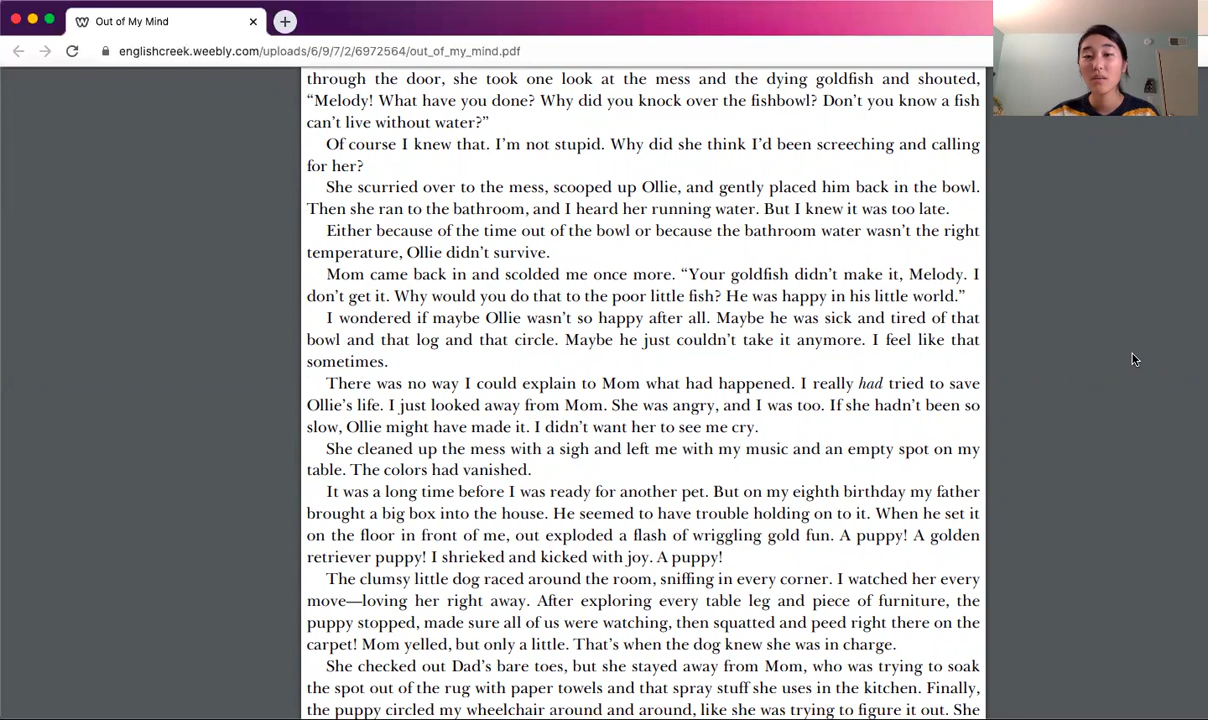 Out of My Mind
englishcreek.weebly.com/uploads/6/9/7/2/6972564/out_of_my_mind.pdf
through the door, she took one look at the mess and the dying goldfish and shouted,
“Melody! What have you done? Why did you knock over the fishbowl? Don’t you know a fish
can’t live without water?”
Of course I knew that. I’m not stupid. Why did she think I’d been screeching and calling
for her?
She scurried over to the mess, scooped up Ollie, and gently placed him back in the bowl.
Then she ran to the bathroom, and I heard her running water. But I knew it was too late.
Either because of the time out of the bowl or because the bathroom water wasn’t the right
temperature, Ollie didn’t survive.
Mom came back in and scolded me once more. “Your goldfish didn’t make it, Melody. I
don’t get it. Why would you do that to the poor little fish? He was happy in his little world.”
I wondered if maybe Ollie wasn’t so happy after all. Maybe he was sick and tired of that
bowl and that log and that circle. Maybe he just couldn’t take it anymore. I feel like that
sometimes.
There was no way I could explain to Mom what had happened. I really had tried to save
Ollie’s life. I just looked away from Mom. She was angry, and I was too. If she hadn’t been so
slow, Ollie might have made it. I didn’t want her to see me cry.
She cleaned up the mess with a sigh and left me with my music and an empty spot on my
table. The colors had vanished.
It was a long time before I was ready for another pet. But on my eighth birthday my father
brought a big box into the house. He seemed to have trouble holding on to it. When he set it
on the floor in front of me, out exploded a flash of wriggling gold fun. A puppy! A golden
retriever puppy! I shrieked and kicked with joy. A puppy!
The clumsy little dog raced around the room, sniffing in every corner. I watched her every
move—loving her right away. After exploring every table leg and piece of furniture, the
puppy stopped, made sure all of us were watching, then squatted and peed right there on the
carpet! Mom yelled, but only a little. That’s when the dog knew she was in charge.
She checked out Dad’s bare toes, but she stayed away from Mom, who was trying to soak
the spot out of the rug with paper towels and that spray stuff she uses in the kitchen. Finally,
the puppy circled my wheelchair around and around, like she was trying to figure it out. She